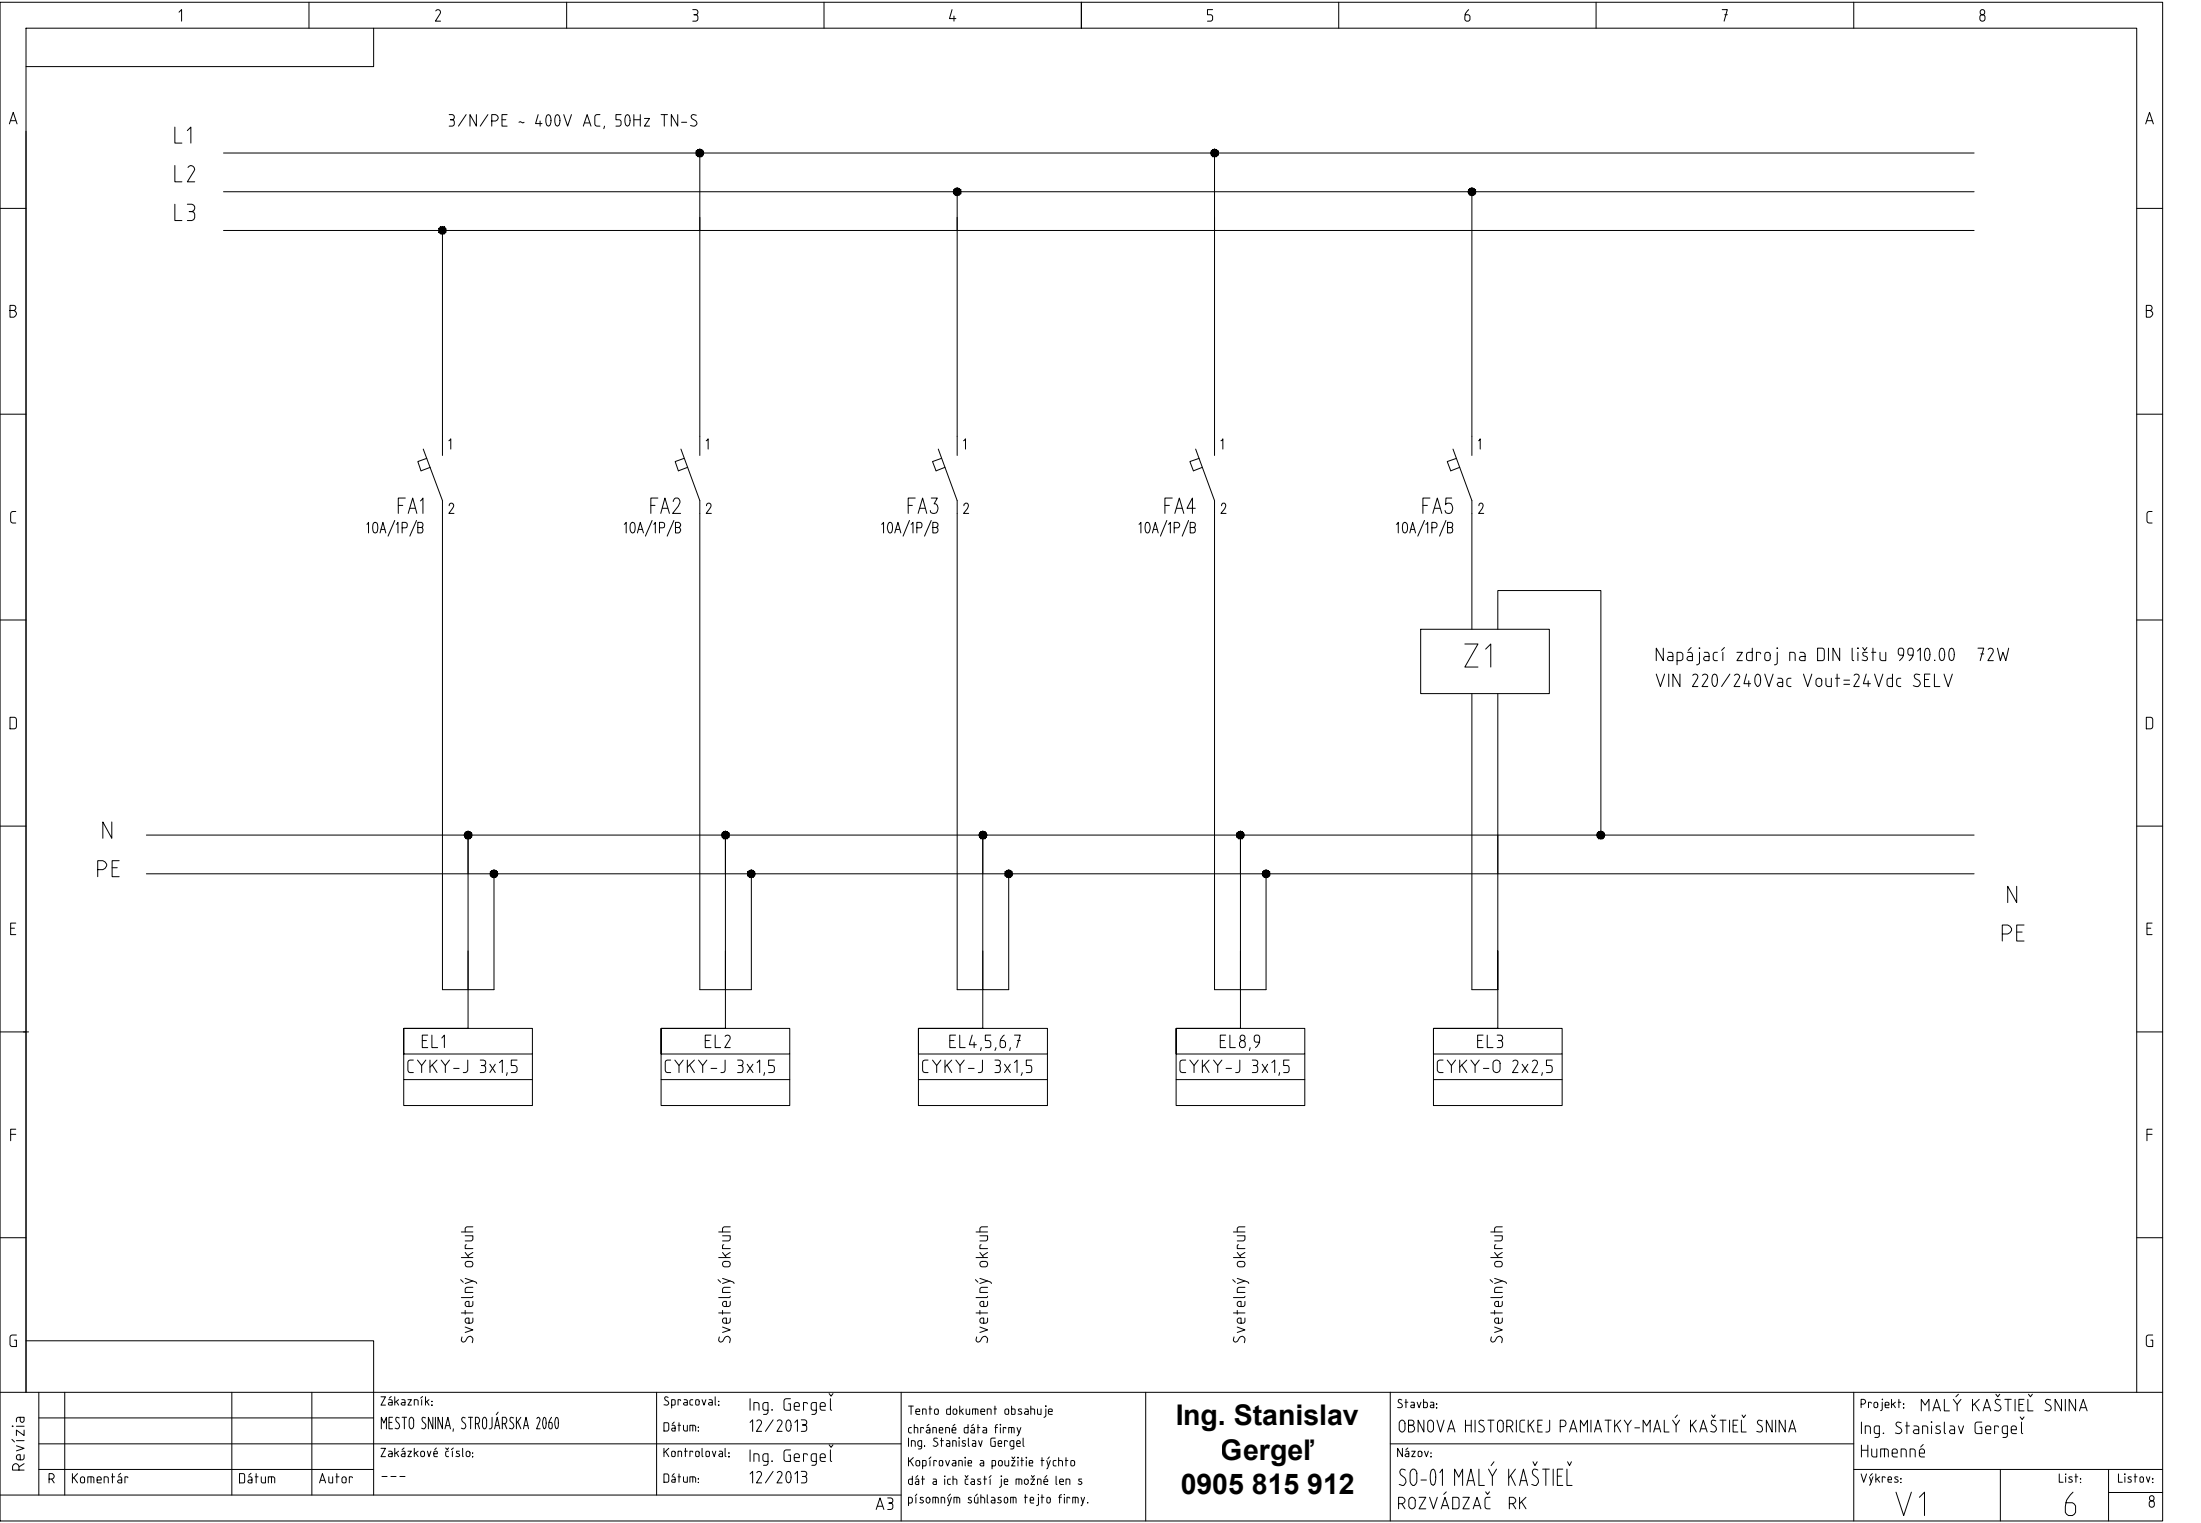 1 2 3 4 5 6 7 8
A A
3/N/PE ~ 400V AC, 50Hz TN-S
L1
L2
L3
B B
1 1 1 1 1
FA1 2 FA2 2 FA3 2 FA4 2 FA5 2
10A/1P/B 10A/1P/B 10A/1P/B 10A/1P/B 10A/1P/B
C C
Z1
Napájací zdroj na DIN lištu 9910.00 72W
VIN 220/240Vac Vout=24Vdc SELV
D D
N
PE
N
PE
E E
EL1 EL2 EL4,5,6,7 EL8,9 EL3
CYKY-J 3x1,5 CYKY-J 3x1,5 CYKY-J 3x1,5 CYKY-J 3x1,5 CYKY-O 2x2,5
F F
Svetelný okruh
Svetelný okruh
Svetelný okruh
Svetelný okruh
Svetelný okruh
G G
Revízia
R Komentár Dátum Autor
Zákazník:
MESTO SNINA, STROJÁRSKA 2060
Zakázkové číslo:
---
Spracoval: Ing. Gergeľ
Dátum: 12/2013
Kontroloval: Ing. Gergeľ
Dátum: 12/2013
A3
Tento dokument obsahuje
chránené dáta firmy
Ing. Stanislav Gergel
Kopírovanie a použitie týchto
dát a ich častí je možné len s
písomným súhlasom tejto firmy.
Ing. Stanislav
Gergeľ
0905 815 912
Stavba:
OBNOVA HISTORICKEJ PAMIATKY-MALÝ KAŠTIEĽ SNINA
Názov:
SO-01 MALÝ KAŠTIEĽ
ROZVÁDZAČ RK
Projekt: MALÝ KAŠTIEĽ SNINA
Ing. Stanislav Gergeľ
Humenné
Výkres: List: Listov:
V1 6 8